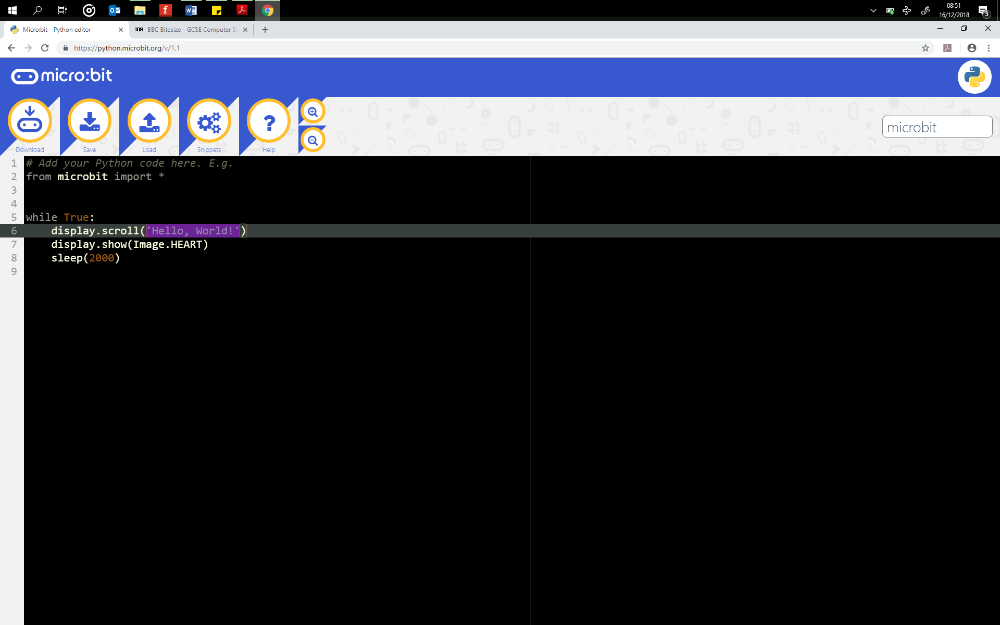 08:51
16/12/2018
3
Micro:bit - Python editor
BBC BBC Bitesize - GCSE Computer Sc
https://python.microbit.org/v/1.1
micro:bit
Download Save Load Snippets Help
microbit
1 # Add your Python code here. E.g.
2 from microbit import *
3
4
5 while True:
6 display.scroll('Hello, World!')
7 display.show(Image.HEART)
8 sleep(2000)
9